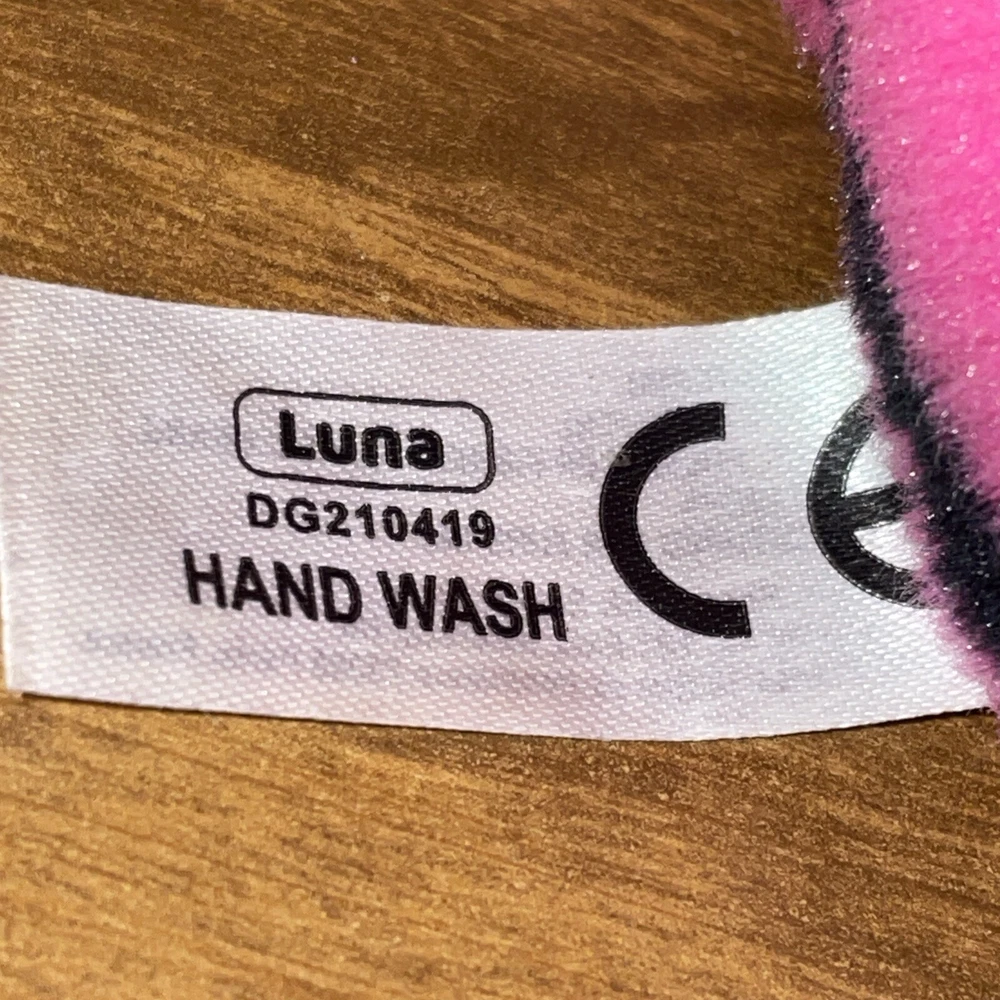 Luna
DG210419
HAND WASH
CE